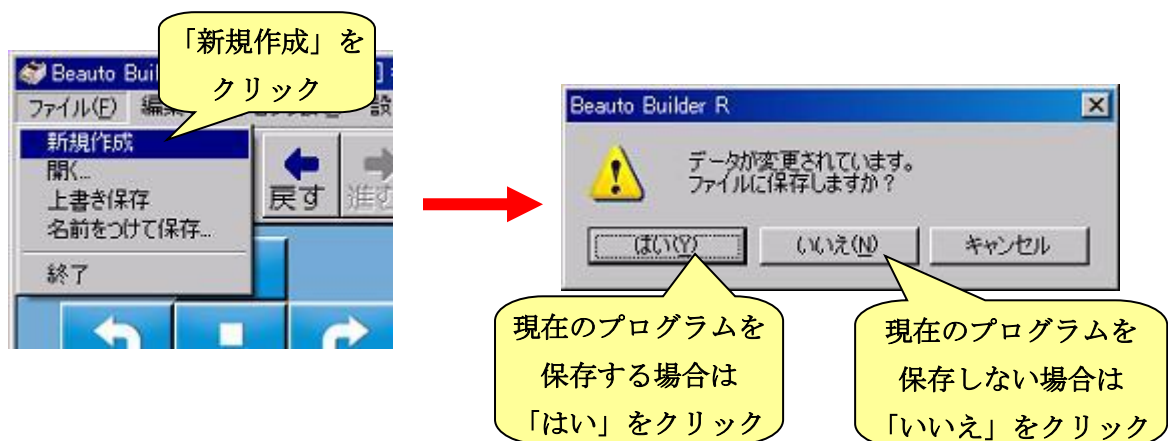 「新規作成」を
クリック
Beauto Buil
ファイル(F) 編集
新規作成
開く...
上書き保存
名前をつけて保存...
終了
戻す 進む
Beauto Builder R
データが変更されています。
ファイルに保存しますか?
はい(Y) いいえ(N) キャンセル
現在のプログラムを
保存する場合は
「はい」をクリック
現在のプログラムを
保存しない場合は
「いいえ」をクリック